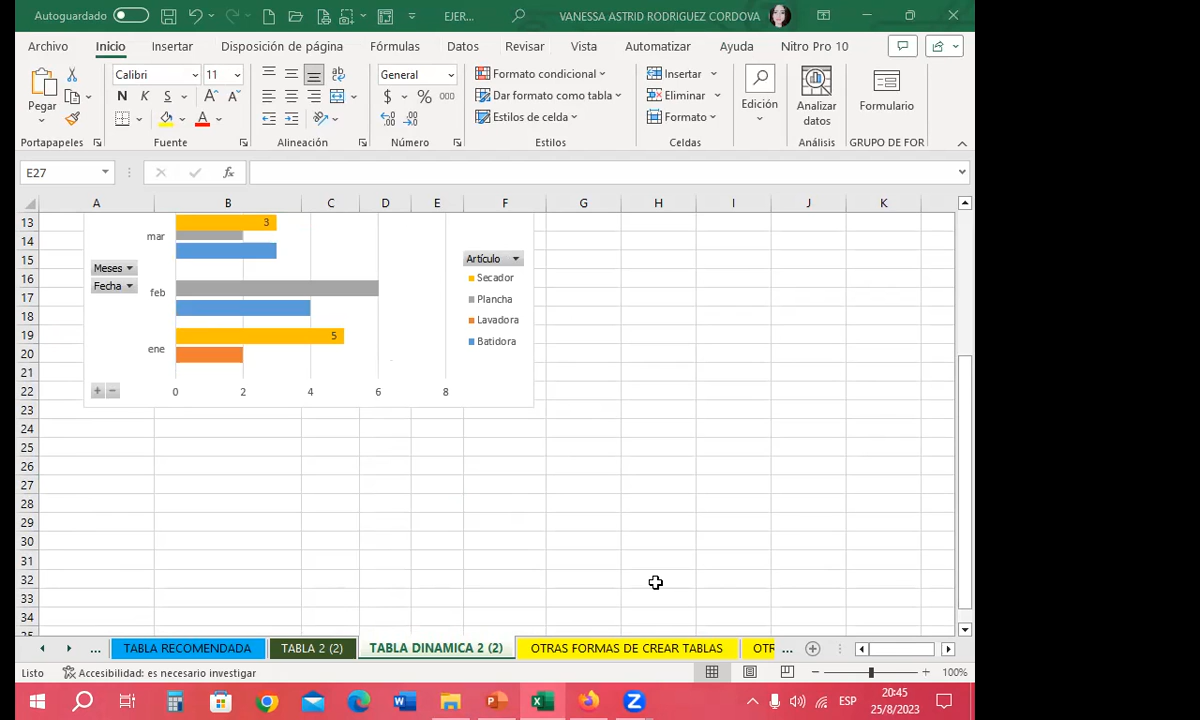 Autoguardado EJER... VANESSA ASTRID RODRIGUEZ CORDOVA
Archivo Inicio Insertar Disposición de página Fórmulas Datos Revisar Vista Automatizar Ayuda Nitro Pro 10
Pegar
Calibri 11
N K S A A
ab
General
$ % 000
Formato condicional
Dar formato como tabla
Estilos de celda
Insertar
Eliminar
Formato
Edición
Analizar datos
Formulario
Portapapeles Fuente Alineación Número Estilos Celdas Análisis GRUPO DE FOR
E27 fx
A B C D E F G H I J K
13
14
15
16
17
18
19
20
21
22
23
24
25
26
27
28
29
30
31
32
33
34
35
3
mar
Meses
Fecha
feb
5
ene
0 2 4 6 8
Artículo
Secador
Plancha
Lavadora
Batidora
... TABLA RECOMENDADA TABLA 2 (2) TABLA DINAMICA 2 (2) OTRAS FORMAS DE CREAR TABLAS OTR ...
Listo Accesibilidad: es necesario investigar 100%
ESP 20:45
25/8/2023